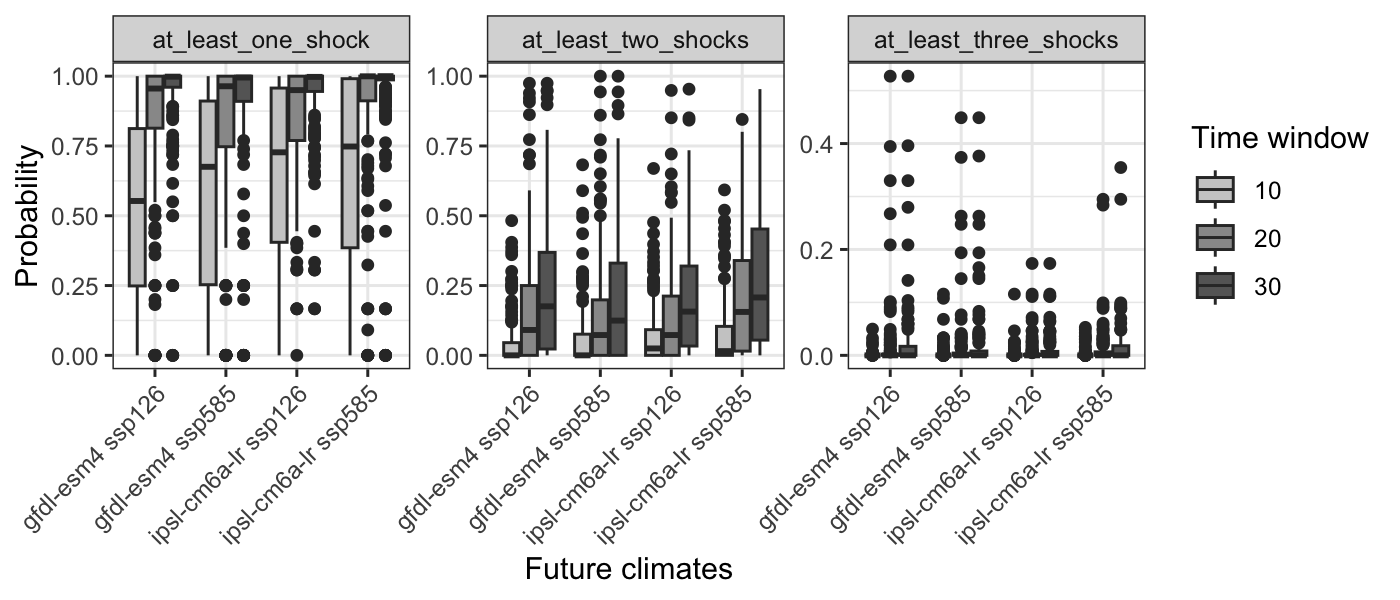 at_least_one_shock
at_least_two_shocks
at_least_three_shocks
Probability
1.00
0.75
0.50
0.25
0.00
1.00
0.75
0.50
0.25
0.00
0.4
0.2
0.0
gfdl-esm4 ssp126
gfdl-esm4 ssp585
ipsl-cm6a-lr ssp126
ipsl-cm6a-lr ssp585
gfdl-esm4 ssp126
gfdl-esm4 ssp585
ipsl-cm6a-lr ssp126
ipsl-cm6a-lr ssp585
gfdl-esm4 ssp126
gfdl-esm4 ssp585
ipsl-cm6a-lr ssp126
ipsl-cm6a-lr ssp585
Future climates
Time window
10
20
30